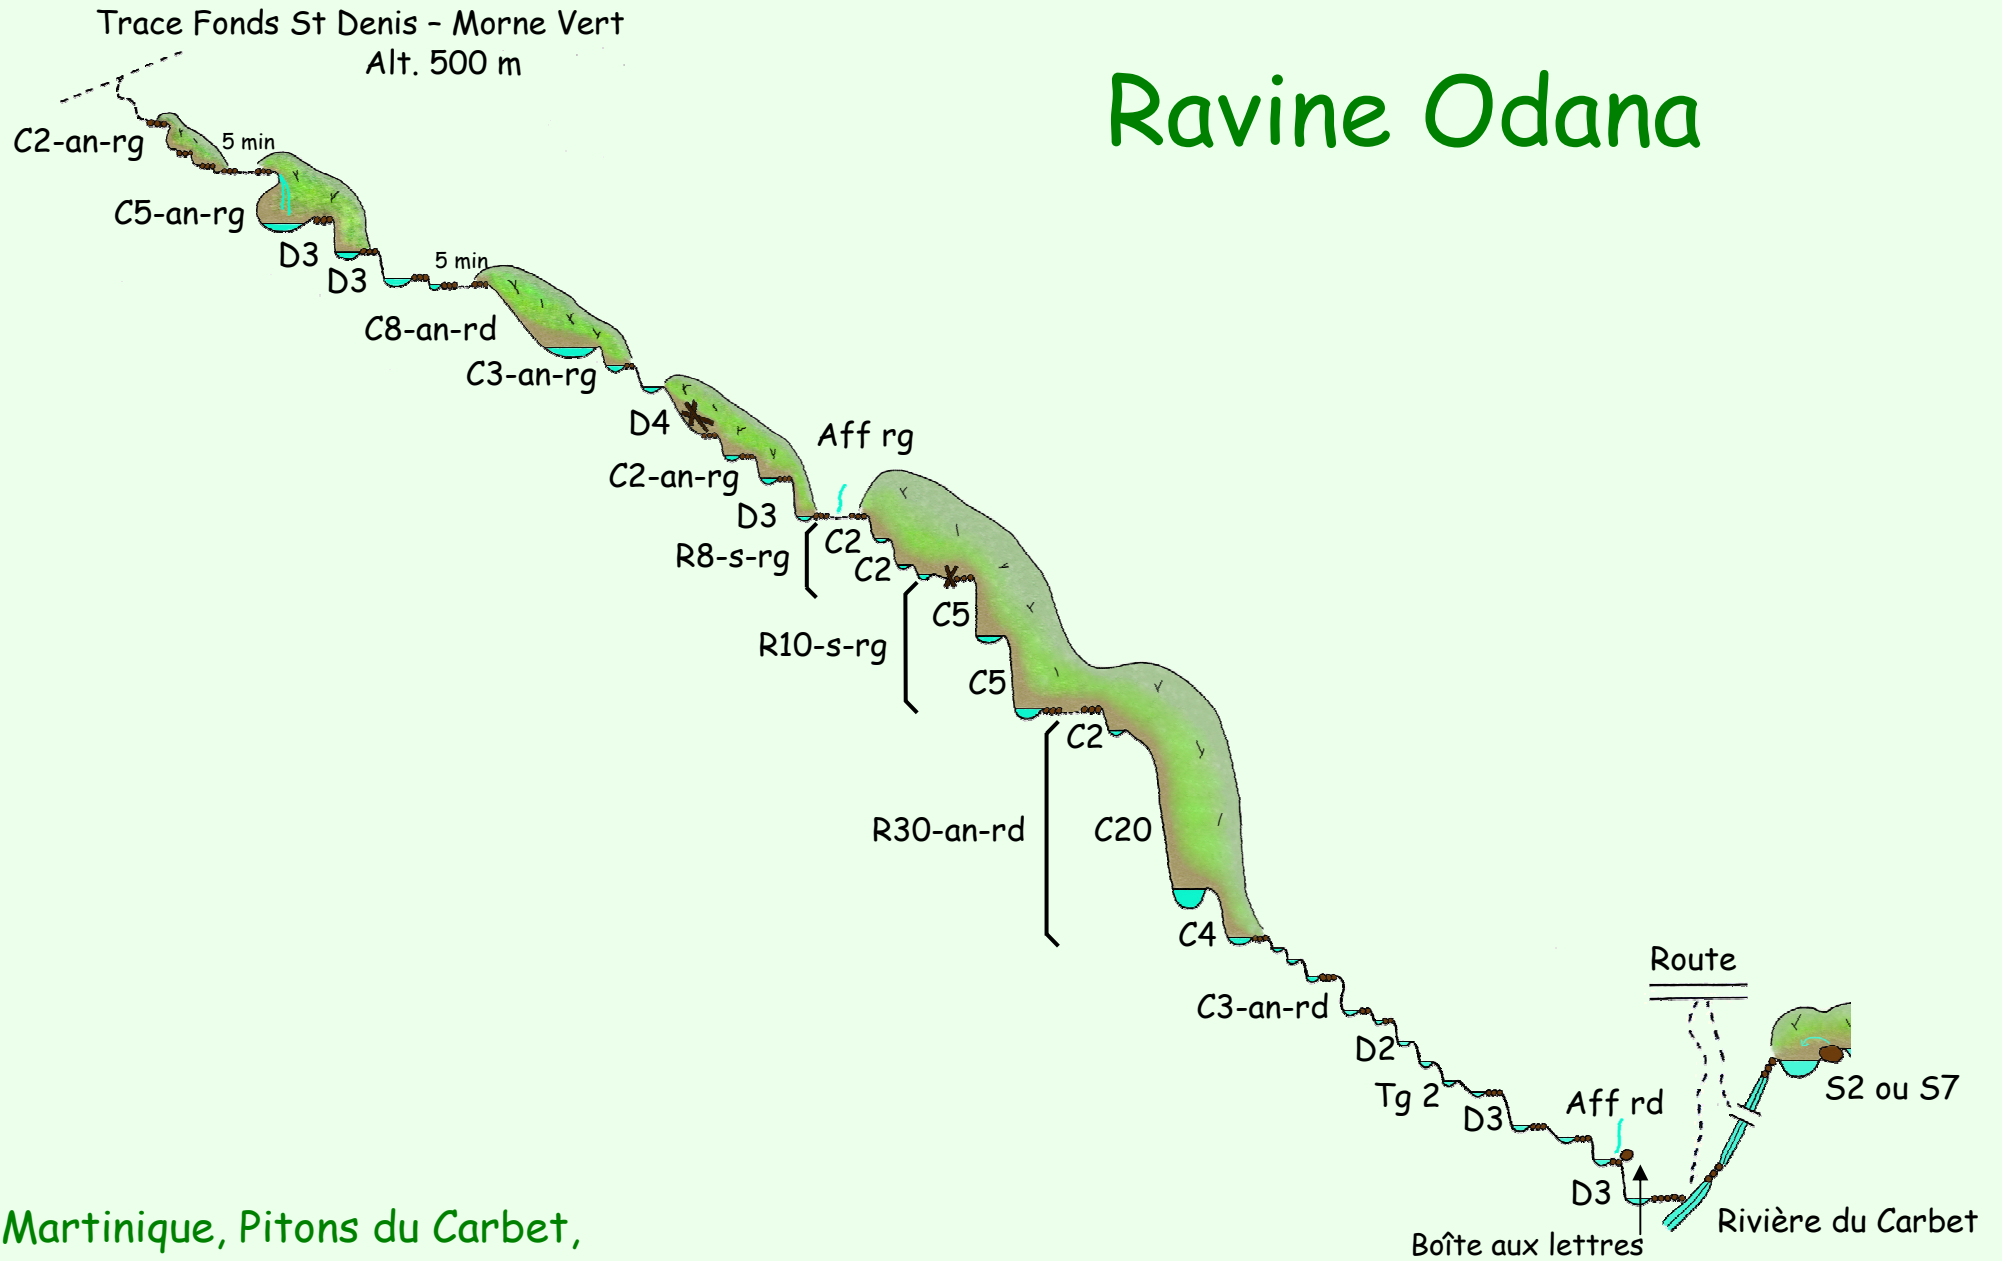 Trace Fonds St Denis – Morne Vert
Alt. 500 m
Ravine Odana
C2-an-rg
5 min
C5-an-rg
D3
D3
5 min
C8-an-rd
C3-an-rg
D4
Aff rg
C2-an-rg
D3
C2
R8-s-rg
C2
C5
R10-s-rg
C5
C2
R30-an-rd
C20
C4
Route
C3-an-rd
D2
Tg 2
S2 ou S7
Aff rd
D3
D3
Rivière du Carbet
Boîte aux lettres
Martinique, Pitons du Carbet,